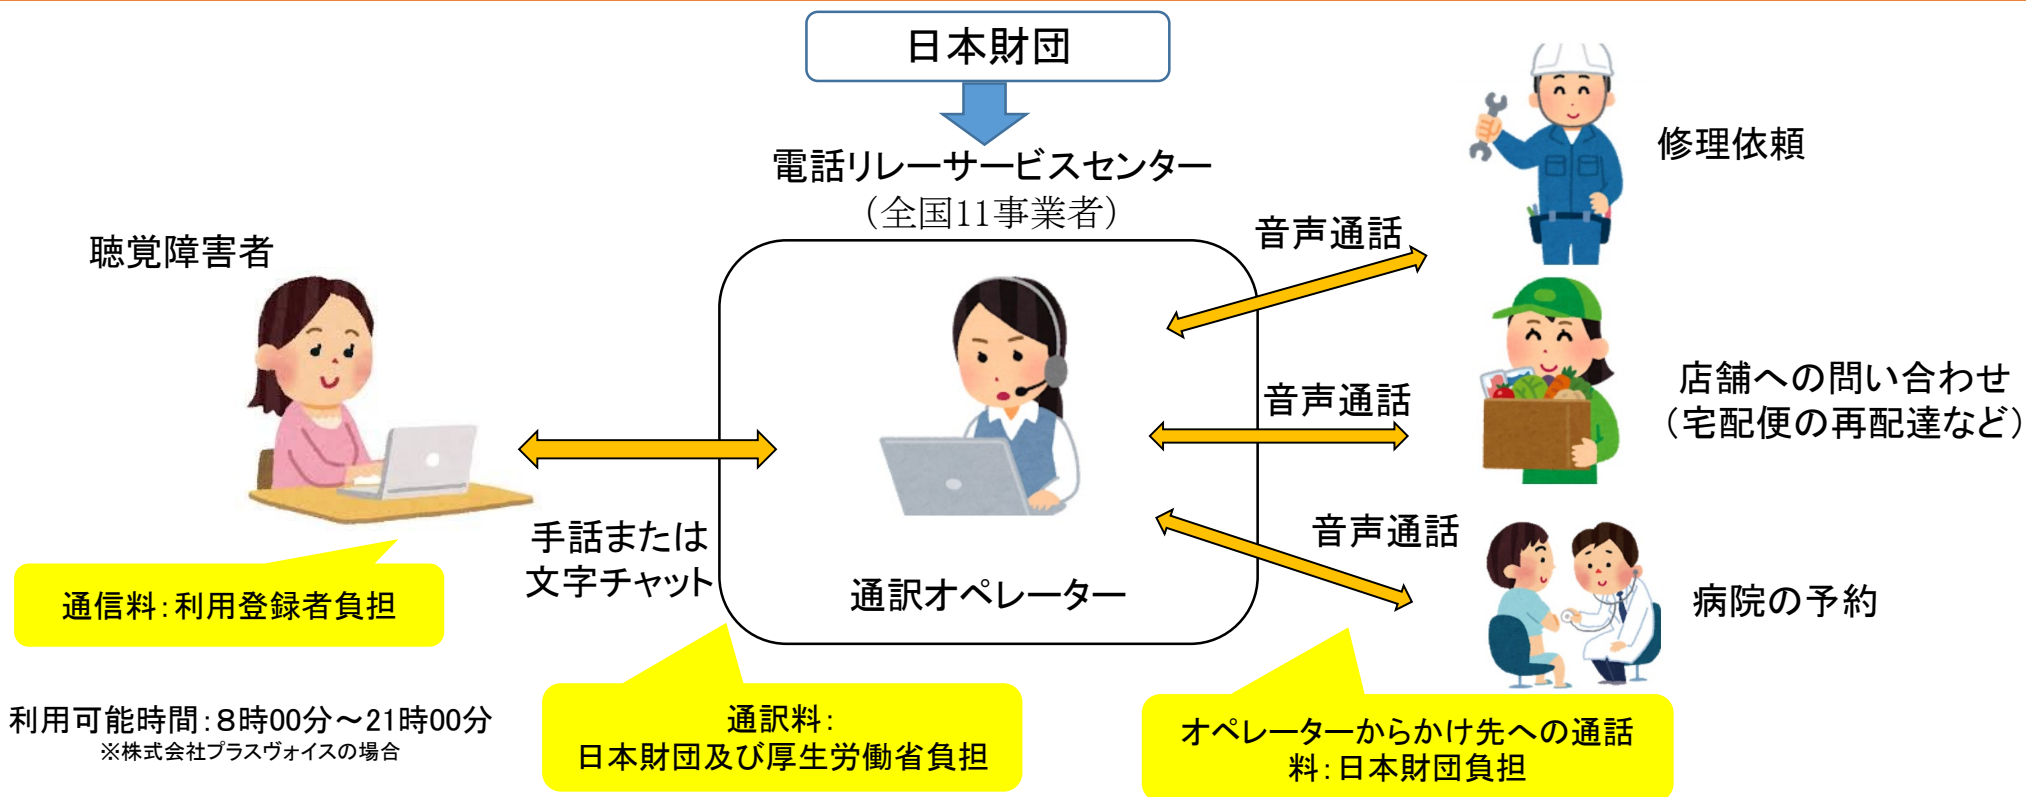 日本財団
電話リレーサービスセンター
（全国11事業者）
聴覚障害者
手話または
文字チャット
通訳オペレーター
音声通話
修理依頼
音声通話
店舗への問い合わせ
（宅配便の再配達など）
音声通話
病院の予約
通信料：利用登録者負担
通訳料：
日本財団及び厚生労働省負担
オペレーターからかけ先への通話
料：日本財団負担
利用可能時間：８時00分～21時00分
※株式会社プラスヴォイスの場合